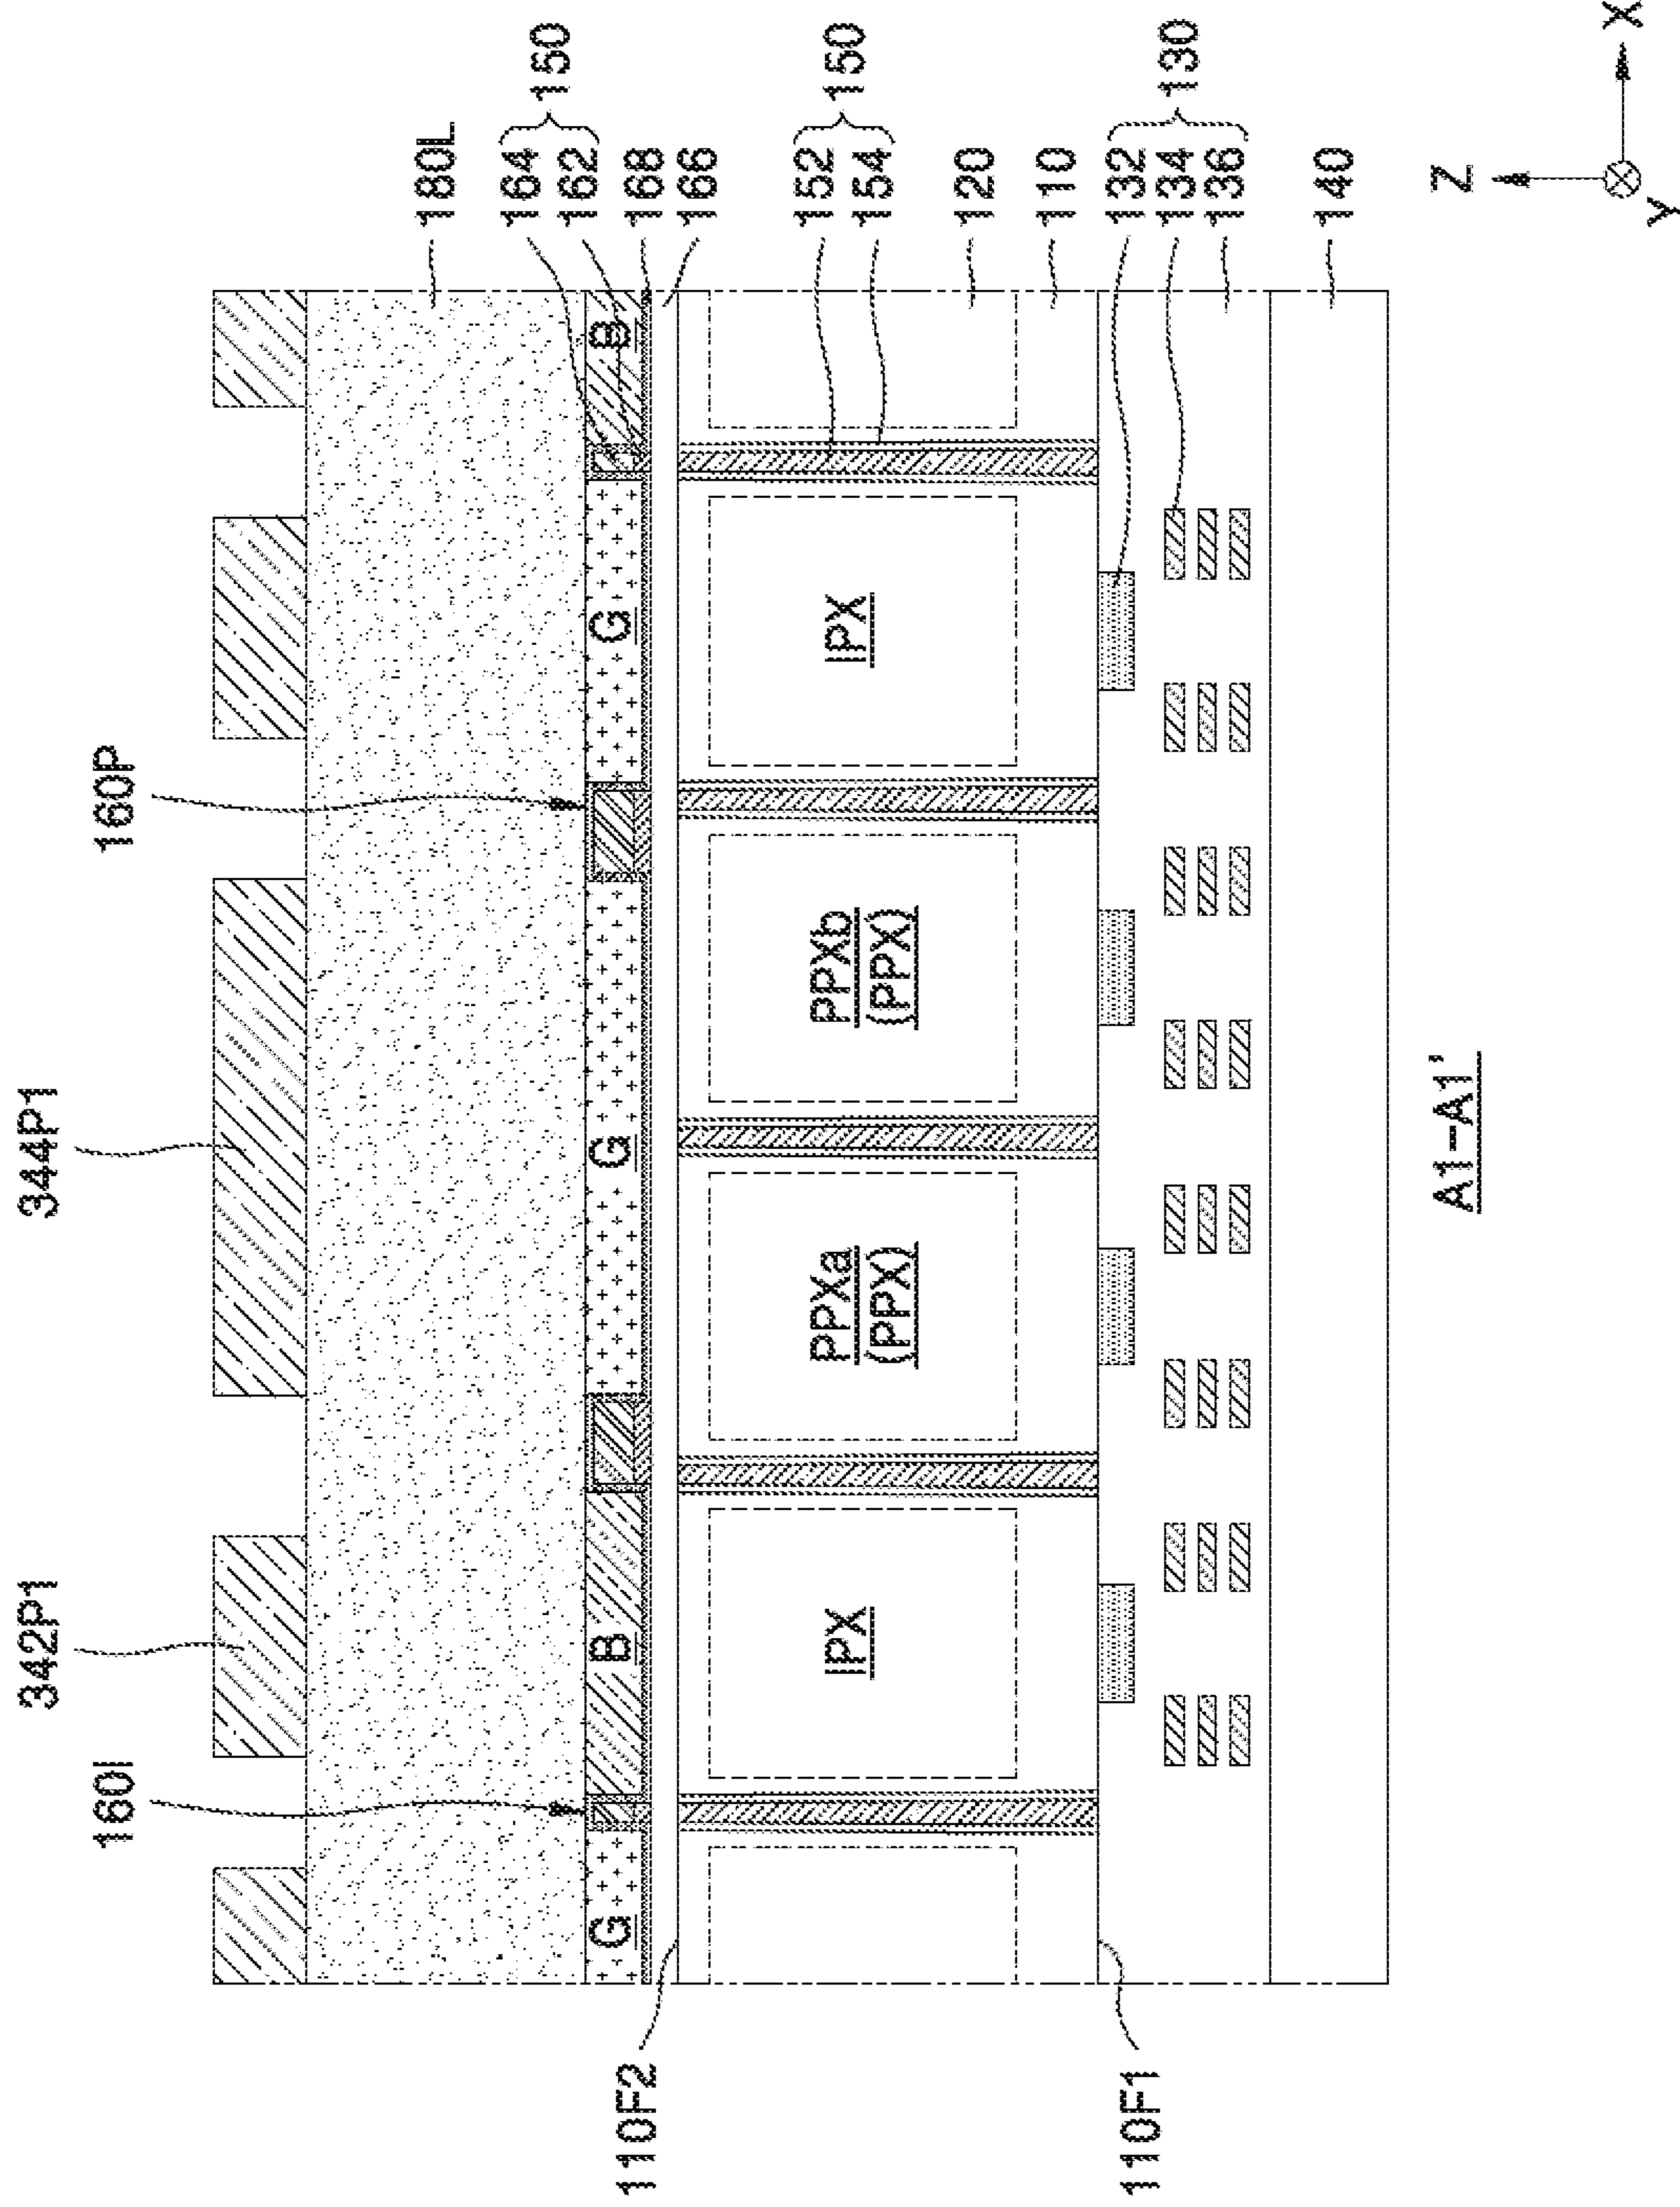 342P1 344P1
160I 160P
180L
164
162
150
168
166
G B G G B
110F2
152
154
150
IPX PPXa PPXb IPX
(PPX) (PPX)
120
110
110F1
132
134
136
130
140
A1-A1'
Z
X
Y